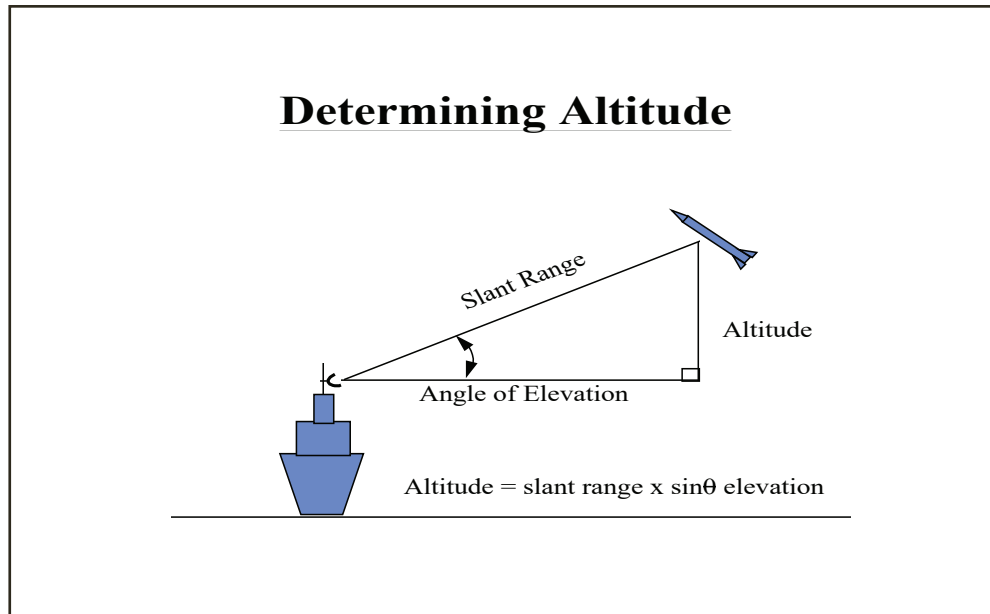 Determining Altitude
Slant Range
Altitude
Angle of Elevation
Altitude = slant range x sinθ elevation